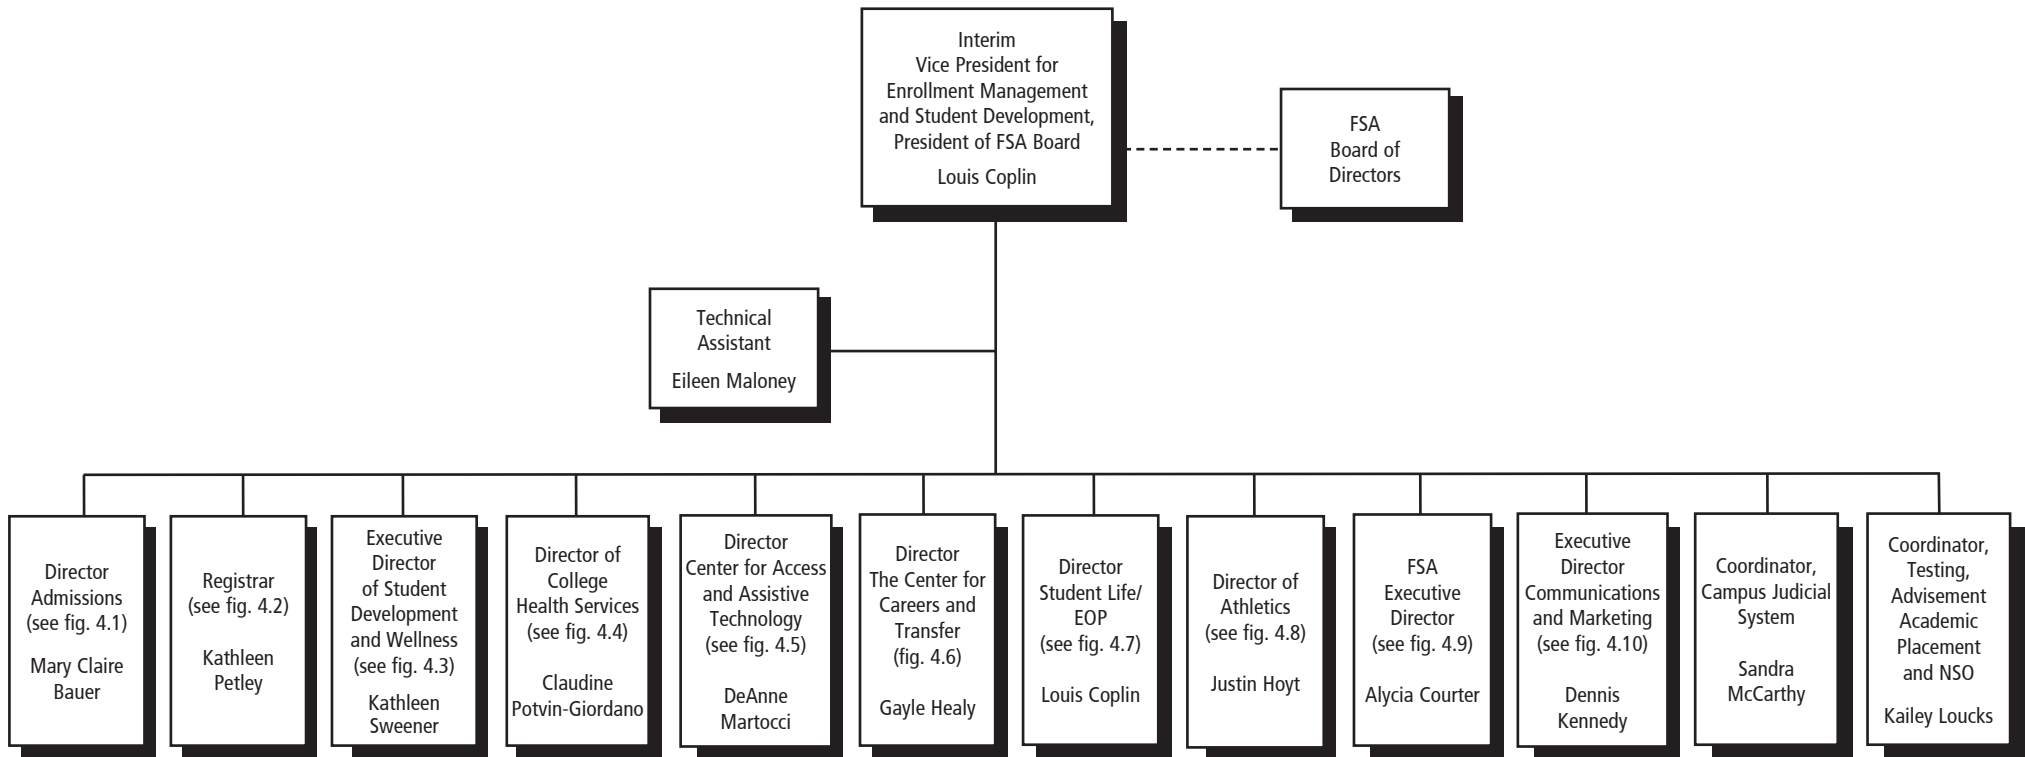 Interim
Vice President for
Enrollment Management
and Student Development,
President of FSA Board
Louis Coplin
FSA
Board of
Directors
Technical
Assistant
Eileen Maloney
Director
Admissions
(see fig. 4.1)
Mary Claire
Bauer
Registrar
(see fig. 4.2)
Kathleen
Petley
Executive
Director
of Student
Development
and Wellness
(see fig. 4.3)
Kathleen
Sweener
Director of
College
Health Services
(see fig. 4.4)
Claudine
Potvin-Giordano
Director
Center for Access
and Assistive
Technology
(see fig. 4.5)
DeAnne
Martocci
Director
The Center for
Careers and
Transfer
(fig. 4.6)
Gayle Healy
Director
Student Life/
EOP
(see fig. 4.7)
Louis Coplin
Director of
Athletics
(see fig. 4.8)
Justin Hoyt
FSA
Executive
Director
(see fig. 4.9)
Alycia Courter
Executive
Director
Communications
and Marketing
(see fig. 4.10)
Dennis
Kennedy
Coordinator,
Campus Judicial
System
Sandra
McCarthy
Coordinator,
Testing,
Advisement
Academic
Placement
and NSO
Kailey Loucks